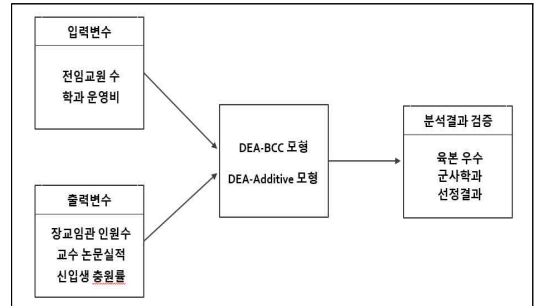 입력변수
전임교원 수
학과 운영비
출력변수
장교임관 인원수
교수 논문실적
신입생 충원률
DEA-BCC 모형
DEA-Additive 모형
분석결과 검증
육본 우수
군사학과
선정결과